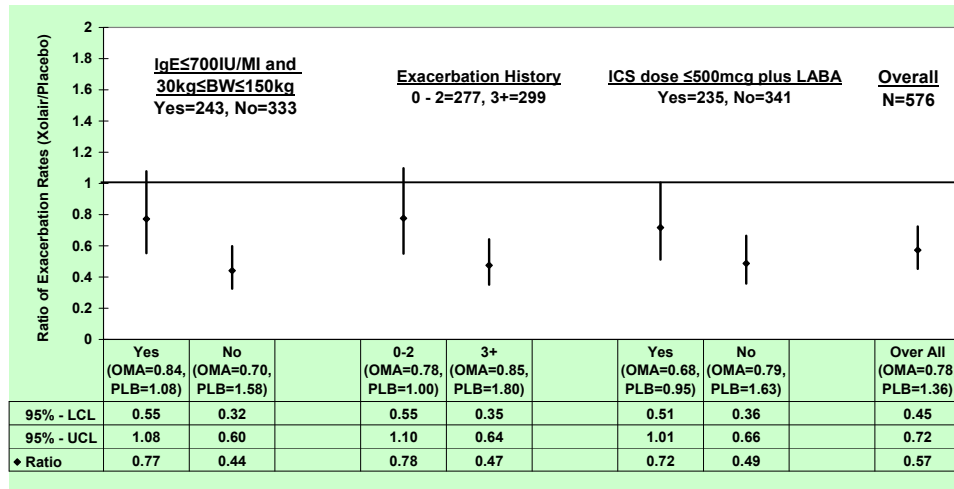 Ratio of Exacerbation Rates (Xolair/Placebo)
2
1.8
1.6
1.4
1.2
1
0.8
0.6
0.4
0.2
0
IgE≤700IU/MI and
30kg≤BW≤150kg
Yes=243, No=333
Exacerbation History
0 - 2=277, 3+=299
ICS dose ≤500mcg plus LABA
Yes=235, No=341
Overall
N=576
Yes (OMA=0.84, PLB=1.08) No (OMA=0.70, PLB=1.58) 0-2 (OMA=0.78, PLB=1.00) 3+ (OMA=0.85, PLB=1.80) Yes (OMA=0.68, PLB=0.95) No (OMA=0.79, PLB=1.63) Over All (OMA=0.78 PLB=1.36)
95% - LCL 0.55 0.32 0.55 0.35 0.51 0.36 0.45
95% - UCL 1.08 0.60 1.10 0.64 1.01 0.66 0.72
Ratio 0.77 0.44 0.78 0.47 0.72 0.49 0.57